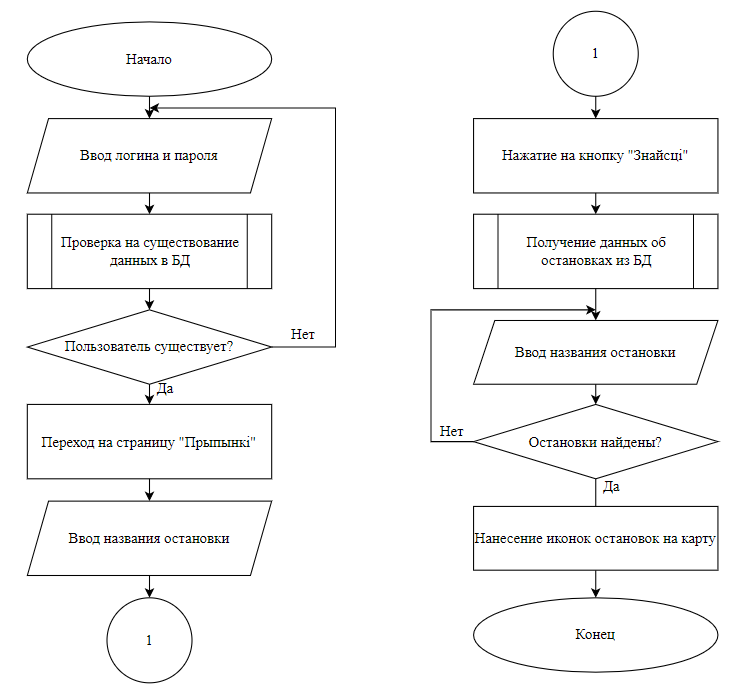 Начало
Ввод логина и пароля
Проверка на существование
данных в БД
Пользователь существует?
Нет
Да
Переход на страницу "Прыпынкі"
Ввод названия остановки
1
1
Нажатие на кнопку "Знайсці"
Получение данных об
остановках из БД
Ввод названия остановки
Нет
Остановки найдены?
Да
Нанесение иконок остановок на карту
Конец